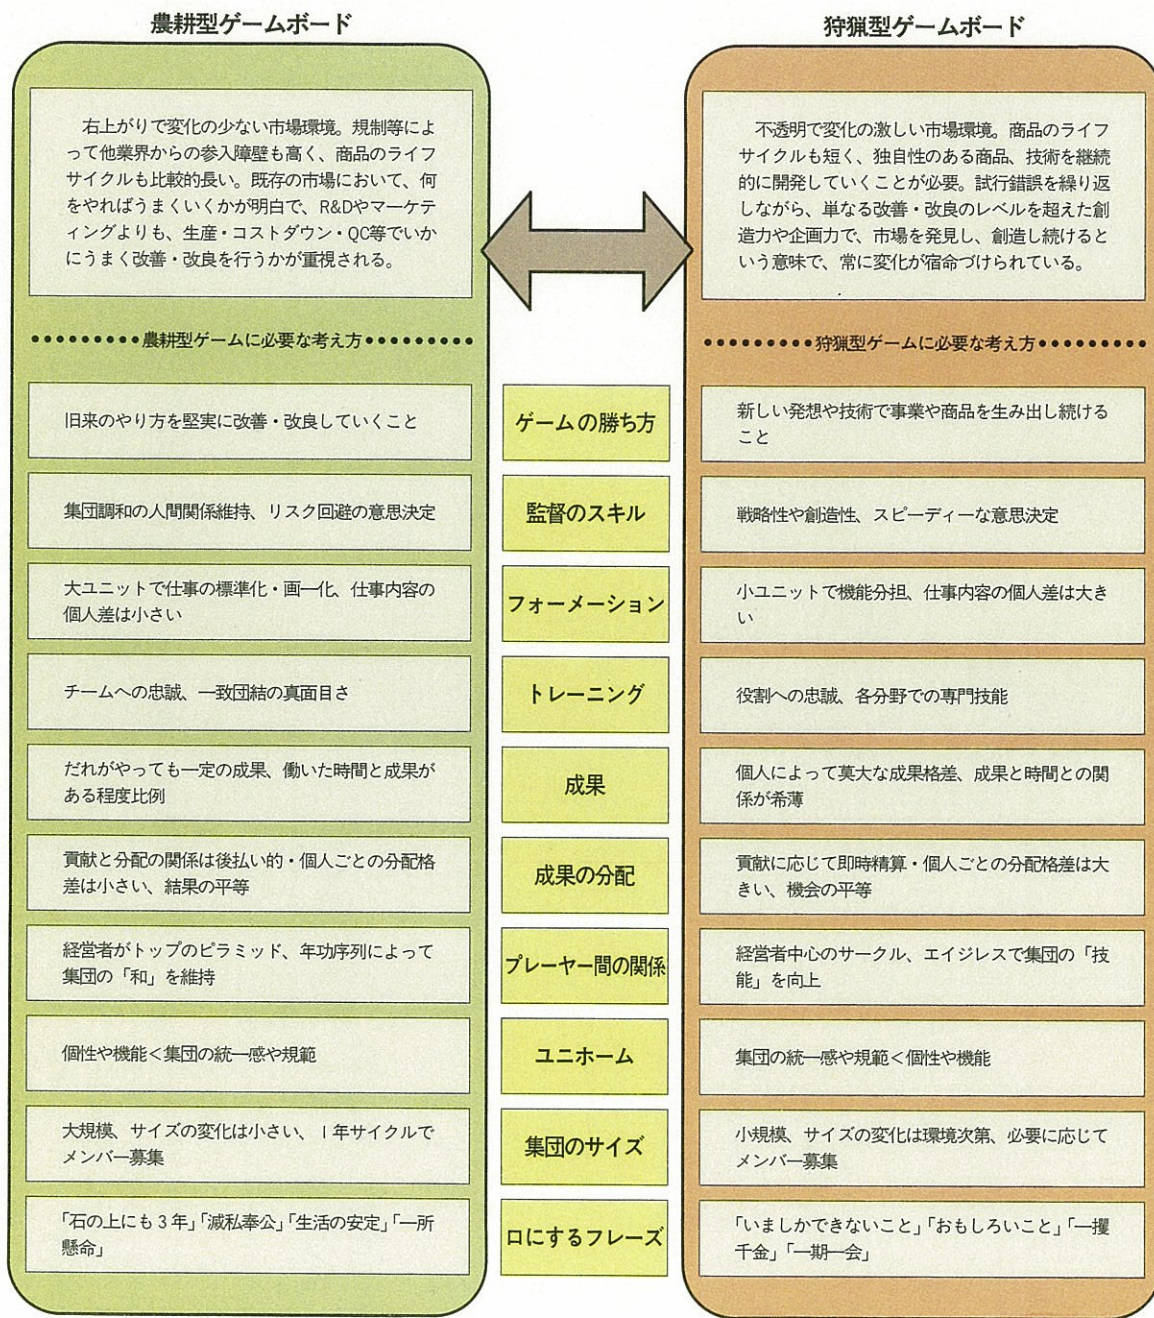 農耕型ゲームボード
右上がりで変化の少ない市場環境。規制等によ
って他業界からの参入障壁も高く、商品のライフ
サイクルも比較的長い。既存の市場において、何
をやればうまくいくかが明白で、R&Dやマーケテ
ィングよりも、生産・コストダウン・QC等でいか
にうまく改善・改良を行うかが重視される。
狩猟型ゲームボード
不透明で変化の激しい市場環境。商品のライフ
サイクルも短く、独自性のある商品、技術を継続
的に開発していくことが必要。試行錯誤を繰り返
しながら、単なる改善・改良のレベルを超えた創
造力や企画力で、市場を発見し、創造し続けると
いう意味で、常に変化が宿命づけられている。
•••••••••農耕型ゲームに必要な考え方•••••••••
•••••••••狩猟型ゲームに必要な考え方•••••••••
旧来のやり方を堅実に改善・改良していくこと
ゲームの勝ち方
新しい発想や技術で事業や商品を生み出し続ける
こと
集団調和の人間関係維持、リスク回避の意思決定
監督のスキル
戦略性や創造性、スピーディーな意思決定
大ユニットで仕事の標準化・画一化、仕事内容の
個人差は小さい
フォーメーション
小ユニットで機能分担、仕事内容の個人差は大き
い
チームへの忠誠、一致団結の真面目さ
トレーニング
役割への忠誠、各分野での専門技能
だれがやっても一定の成果、働いた時間と成果が
ある程度比例
成果
個人によって莫大な成果格差、成果と時間との関
係が希薄
貢献と分配の関係は後払い的・個人ごとの分配格
差は小さい、結果の平等
成果の分配
貢献に応じて即時精算・個人ごとの分配格差は大
きい、機会の平等
経営者がトップのピラミッド、年功序列によって
集団の「和」を維持
プレーヤー間の関係
経営者中心のサークル、エイジレスで集団の「技
能」を向上
個性や機能＜集団の統一感や規範
ユニホーム
集団の統一感や規範＜個性や機能
大規模、サイズの変化は小さい、1年サイクルで
メンバー募集
集団のサイズ
小規模、サイズの変化は環境次第、必要に応じて
メンバー募集
「石の上にも3年」「滅私奉公」「生活の安定」「一所
懸命」
口にするフレーズ
「いましかできないこと」「おもしろいこと」「一攫
千金」「一期一会」